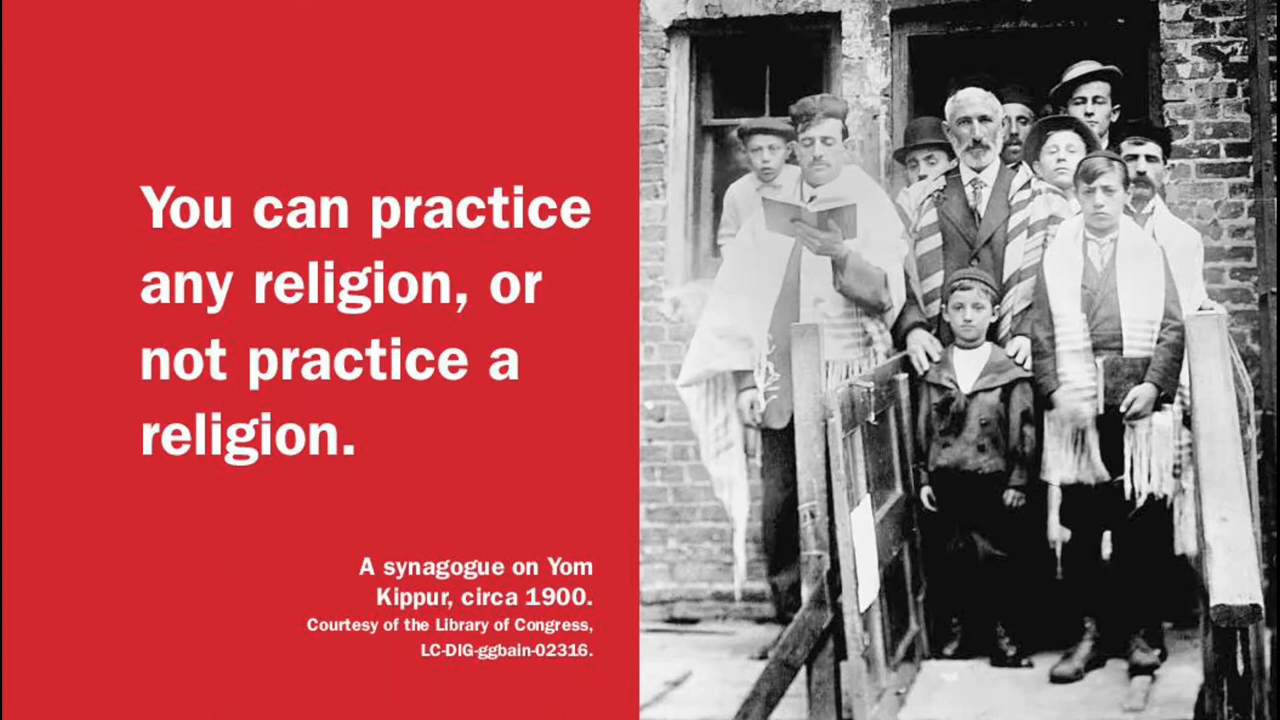 You can practice
any religion, or
not practice a
religion.
A synagogue on Yom
Kippur, circa 1900.
Courtesy of the Library of Congress,
LC-DIG-ggbain-02316.